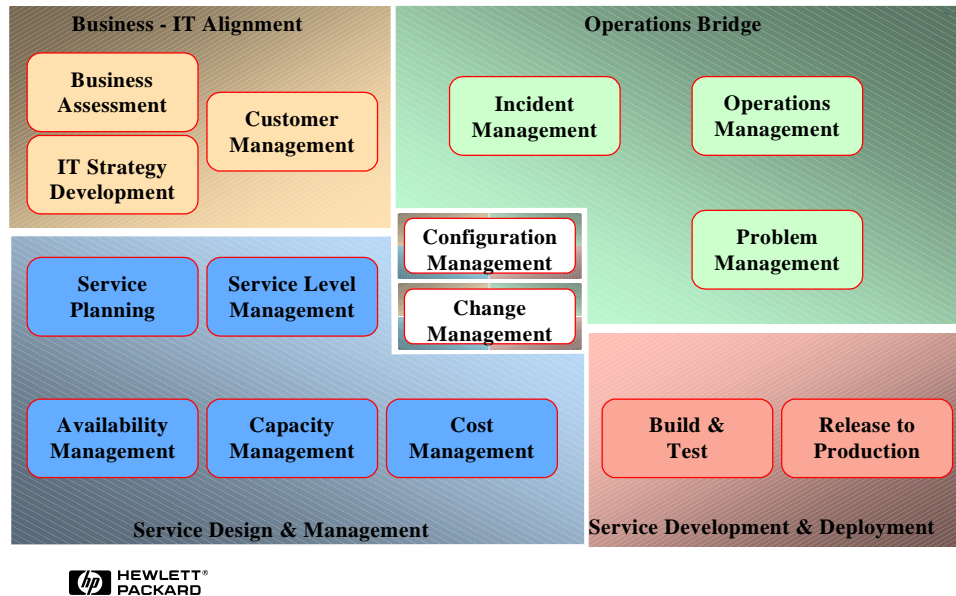 Business - IT Alignment
Business
Assessment
Customer
Management
IT Strategy
Development
Operations Bridge
Incident
Management
Operations
Management
Problem
Management
Configuration
Management
Change
Management
Service
Planning
Service Level
Management
Availability
Management
Capacity
Management
Cost
Management
Service Design & Management
Build &
Test
Release to
Production
Service Development & Deployment
hp
HEWLETT®
PACKARD